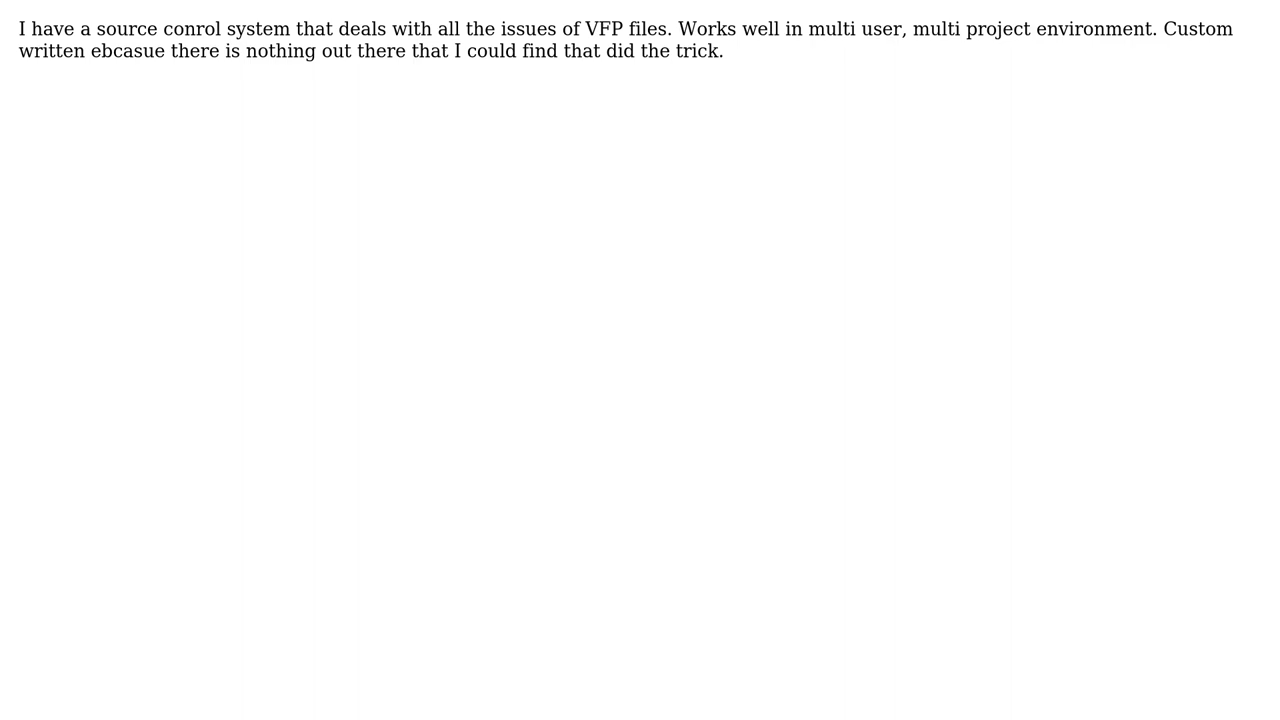 I have a source conrol system that deals with all the issues of VFP files. Works well in multi user, multi project environment. Custom
written ebcasue there is nothing out there that I could find that did the trick.